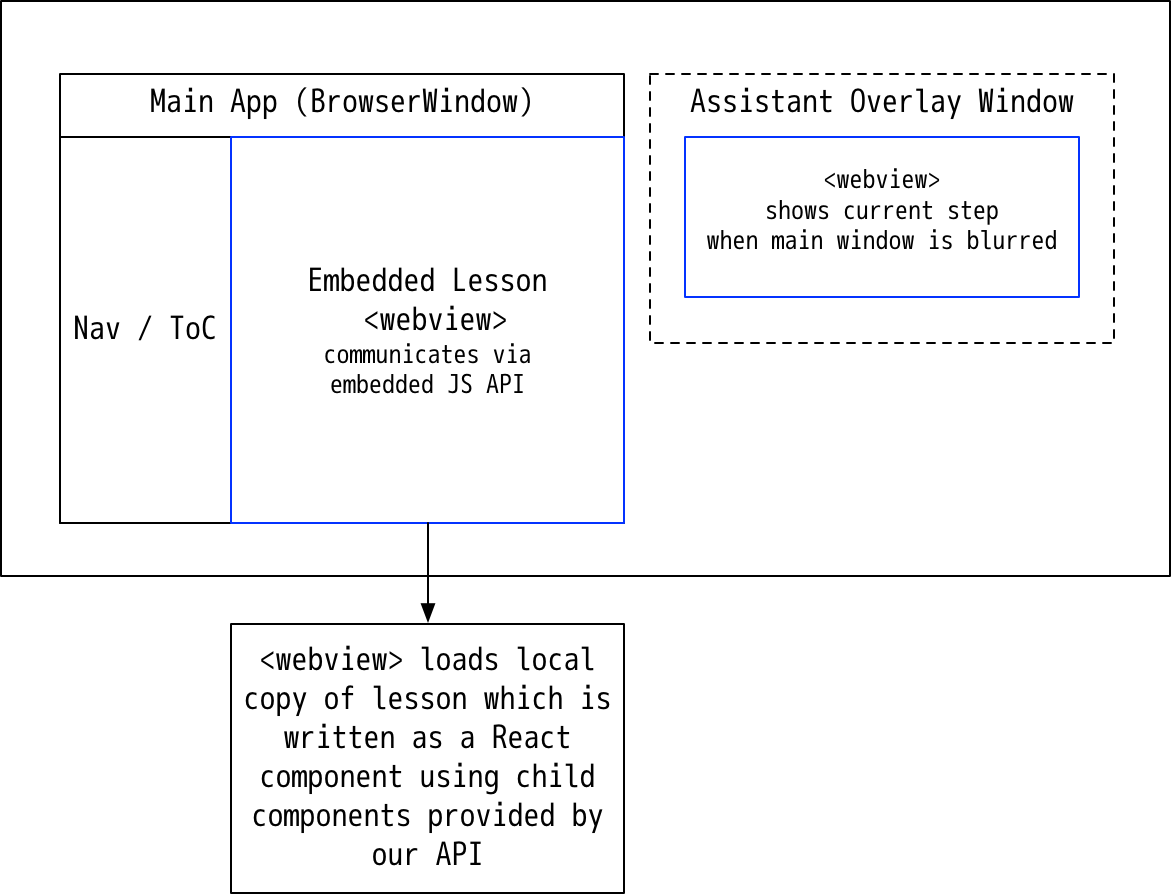 Main App (BrowserWindow)
Assistant Overlay Window
<webview>
shows current step
when main window is blurred
Nav / ToC
Embedded Lesson
<webview>
communicates via
embedded JS API
<webview> loads local
copy of lesson which is
written as a React
component using child
components provided by
our API